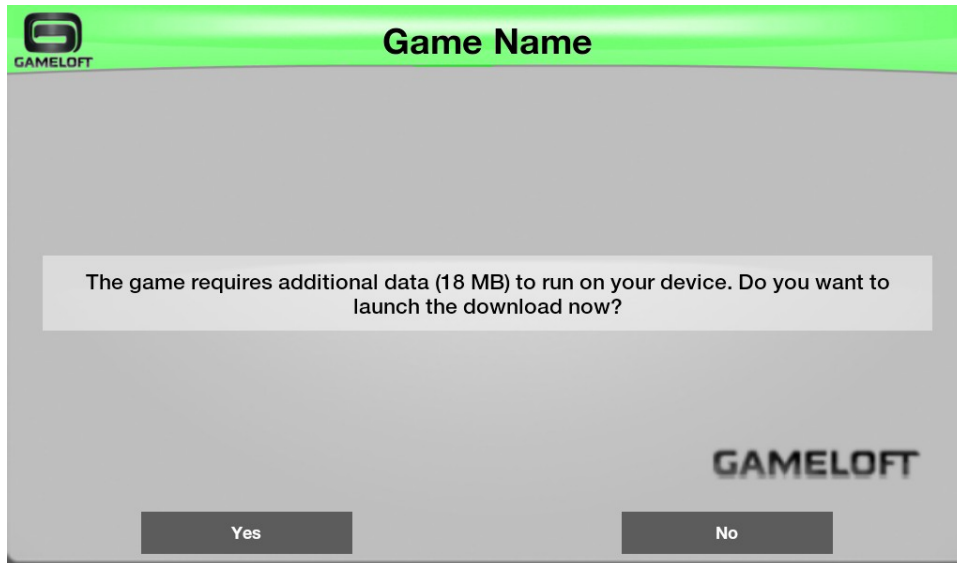 GAMELOFT
Game Name
The game requires additional data (18 MB) to run on your device. Do you want to
launch the download now?
GAMELOFT
Yes
No